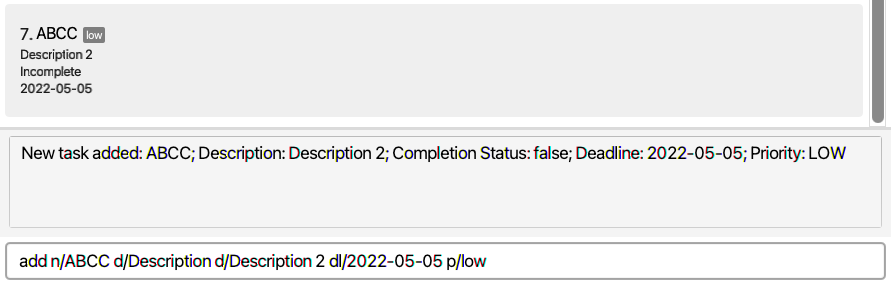 7. ABCC low
Description 2
Incomplete
2022-05-05
New task added: ABCC; Description: Description 2; Completion Status: false; Deadline: 2022-05-05; Priority: LOW
add n/ABCC d/Description d/Description 2 dl/2022-05-05 p/low